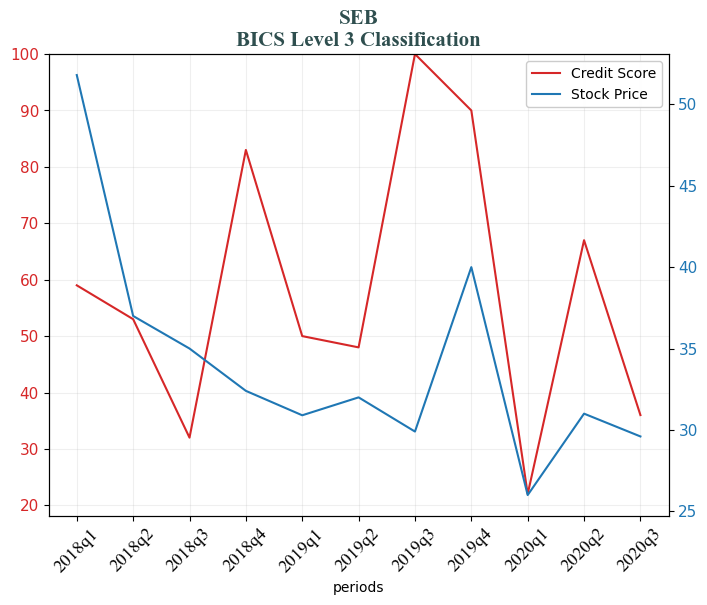 SEB
BICS Level 3 Classification
Credit Score
Stock Price
100
90
80
70
60
50
40
30
20
50
45
40
35
30
25
2018q1
2018q2
2018q3
2018q4
2019q1
2019q2
2019q3
2019q4
2020q1
2020q2
2020q3
periods